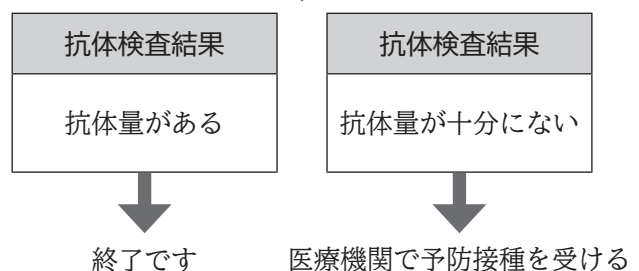 抗体検査結果
抗体量がある
終了です
抗体検査結果
抗体量が十分にない
医療機関で予防接種を受ける